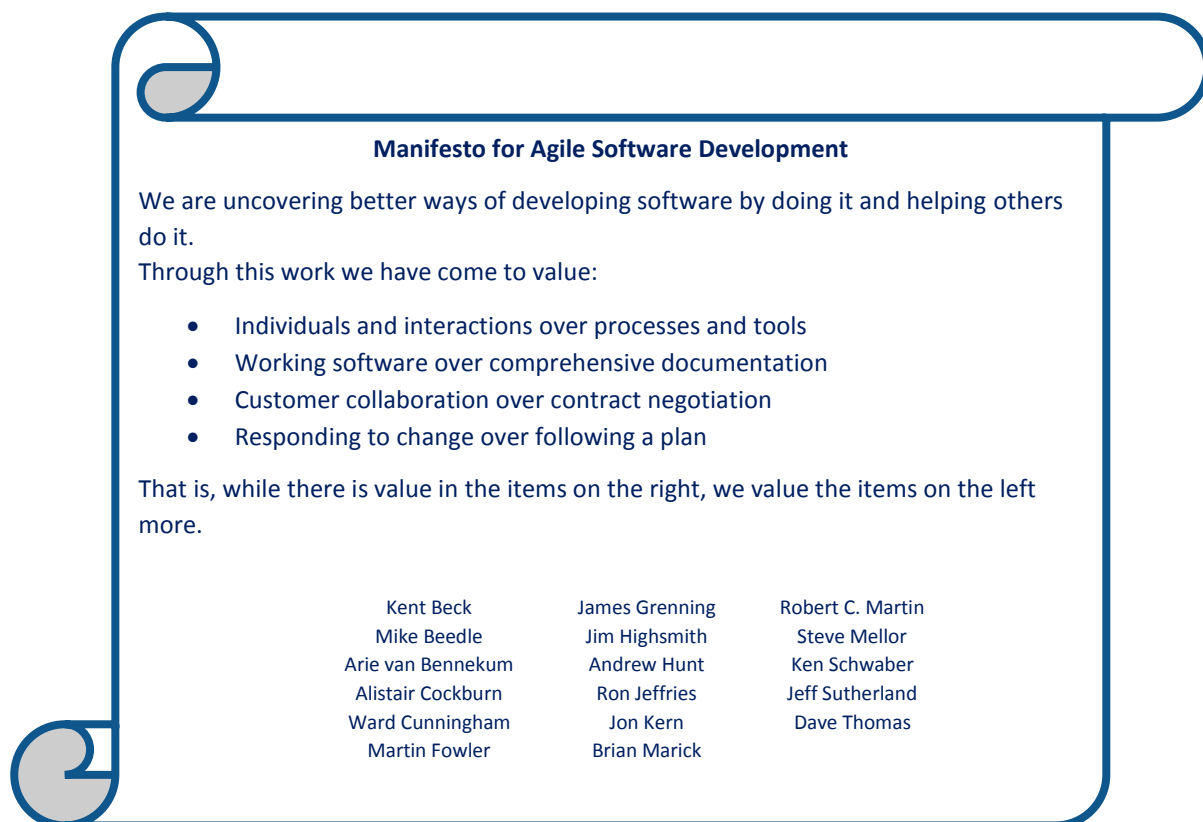 Manifesto for Agile Software Development
We are uncovering better ways of developing software by doing it and helping others
do it.
Through this work we have come to value:
• Individuals and interactions over processes and tools
• Working software over comprehensive documentation
• Customer collaboration over contract negotiation
• Responding to change over following a plan
That is, while there is value in the items on the right, we value the items on the left
more.
Kent Beck James Grenning Robert C. Martin
Mike Beedle Jim Highsmith Steve Mellor
Arie van Bennekum Andrew Hunt Ken Schwaber
Alistair Cockburn Ron Jeffries Jeff Sutherland
Ward Cunningham Jon Kern Dave Thomas
Martin Fowler Brian Marick